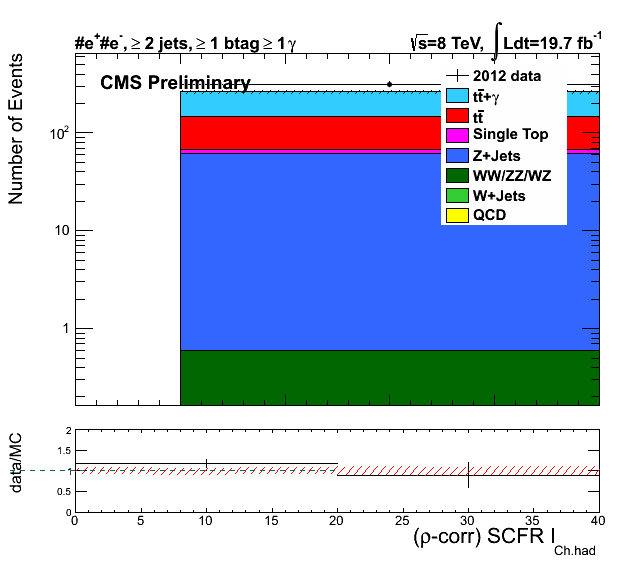 #e⁺#e⁻, ≥ 2 jets, ≥ 1 btag ≥ 1γ
√s=8 TeV, ∫Ldt=19.7 fb⁻¹
CMS Preliminary
2012 data
tt̄+γ
tt̄
Single Top
Z+Jets
WW/ZZ/WZ
W+Jets
QCD
Number of Events
10²
10
1
data/MC
2
1.5
1
0.5
0
0 5 10 15 20 25 30 35 40
(ρ-corr) SCFR I_Ch.had